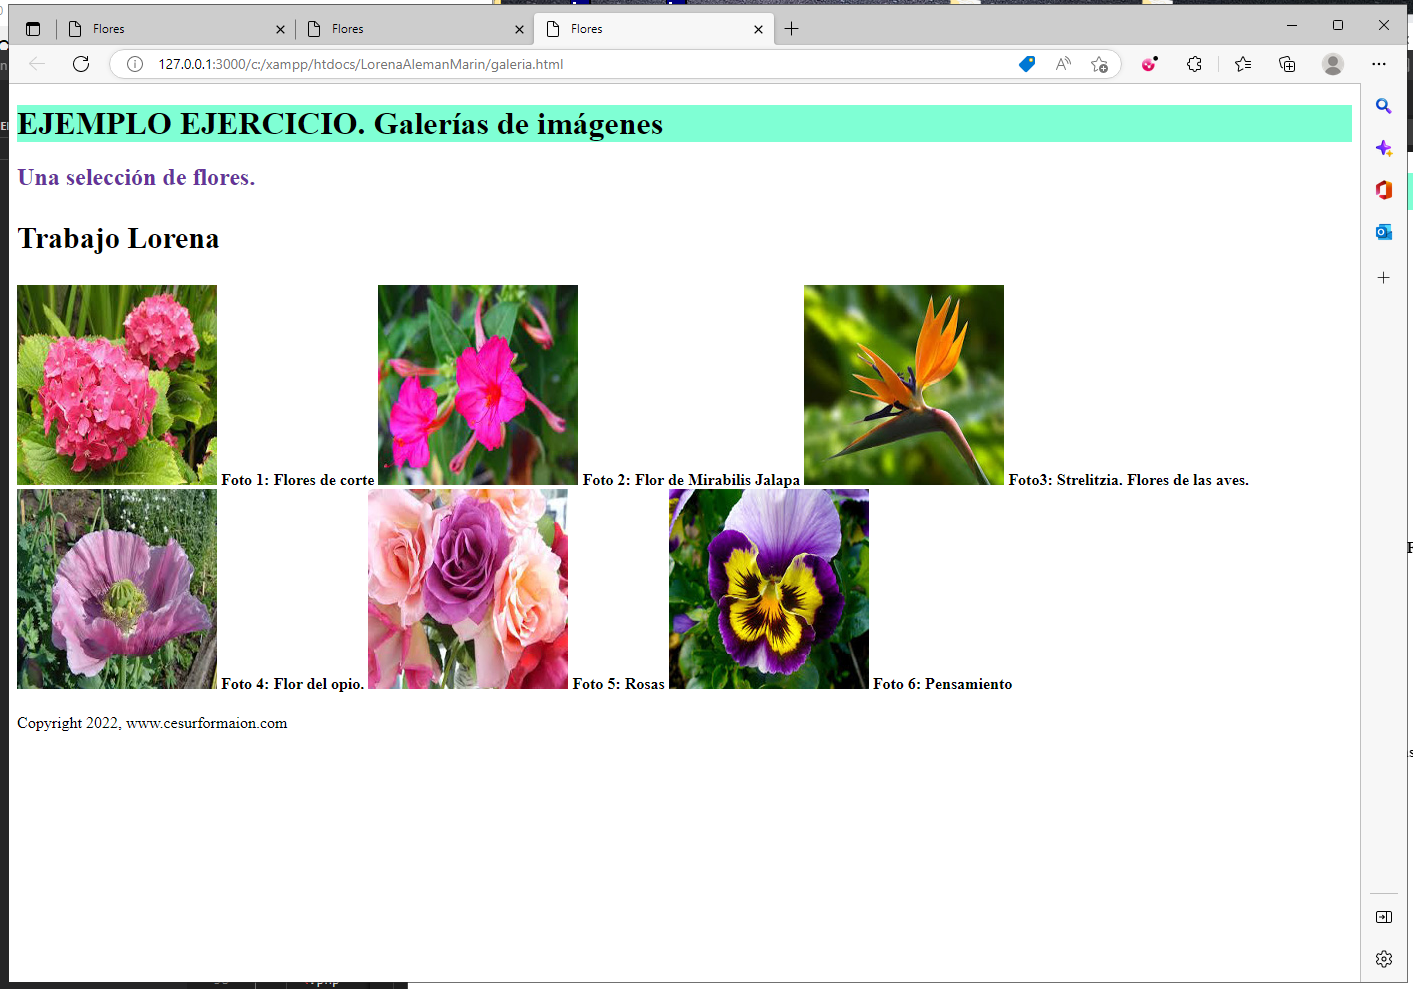 Flores
Flores
Flores
127.0.0.1:3000/c:/xampp/htdocs/LorenaAlemanMarin/galeria.html
EJEMPLO EJERCICIO. Galerías de imágenes
Una selección de flores.
Trabajo Lorena
Foto 1: Flores de corte
Foto 2: Flor de Mirabilis Jalapa
Foto3: Strelitzia. Flores de las aves.
Foto 4: Flor del opio.
Foto 5: Rosas
Foto 6: Pensamiento
Copyright 2022, www.cesurformaion.com